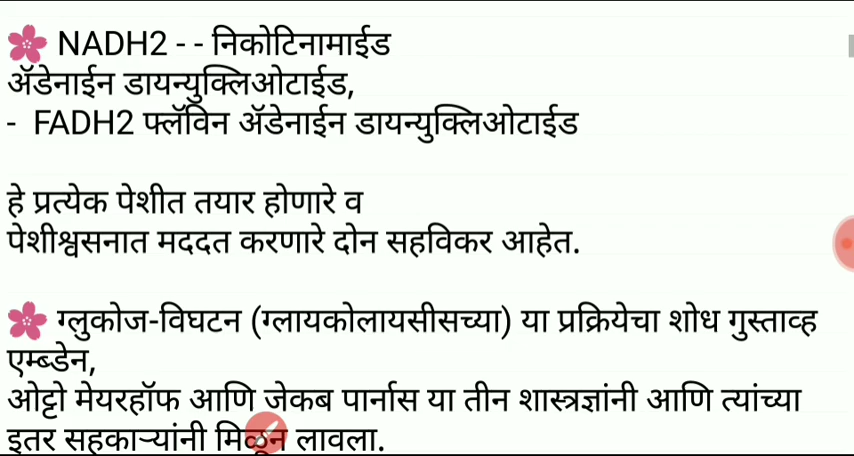 NADH2 - - निकोटिनामाईड
ॲडेनाईन डायन्युक्लिओटाईड,
- FADH2 फ्लॅविन ॲडेनाईन डायन्युक्लिओटाईड
हे प्रत्येक पेशीत तयार होणारे व
पेशीश्वसनात मददत करणारे दोन सहविकर आहेत.
ग्लुकोज-विघटन (ग्लायकोलायसीसच्या) या प्रक्रियेचा शोध गुस्ताव्ह
एम्ब्डेन,
ओट्टो मेयरहॉफ आणि जेकब पार्नास या तीन शास्त्रज्ञांनी आणि त्यांच्या
इतर सहकाऱ्यांनी मिळून लावला.